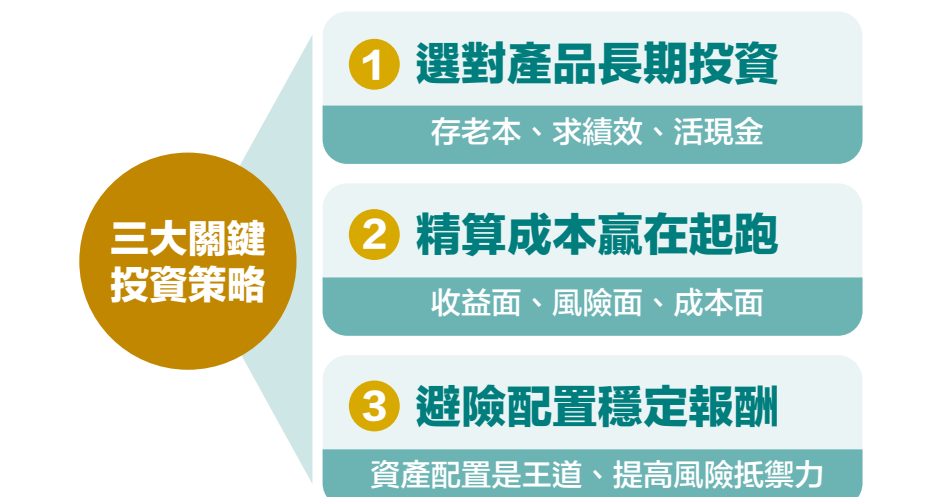 三大關鍵
投資策略
1 選對產品長期投資
存老本、求績效、活現金
2 精算成本贏在起跑
收益面、風險面、成本面
3 避險配置穩定報酬
資產配置是王道、提高風險抵禦力